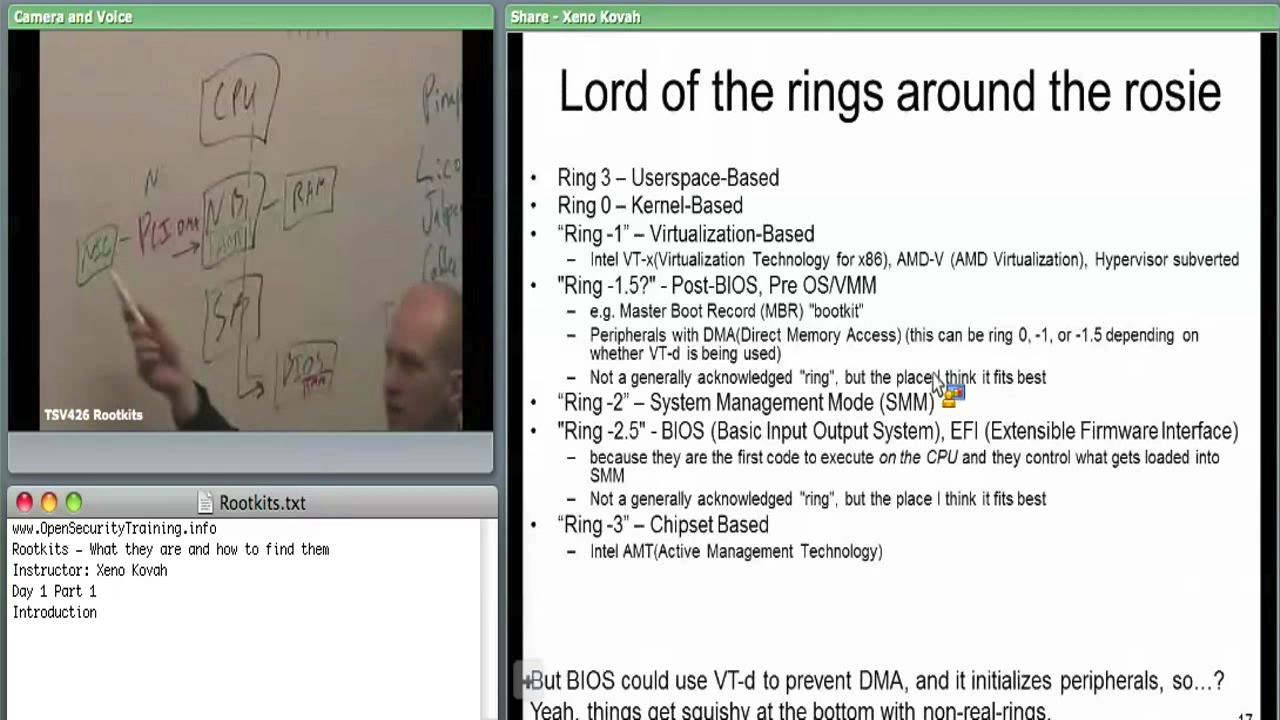 Camera and Voice
CPU
N
NB
RAM
PCI DMA
NIC
SB
BIOS
TSV426 Rootkits
Rootkits.txt
www.OpenSecurityTraining.info
Rootkits - What they are and how to find them
Instructor: Xeno Kovah
Day 1 Part 1
Introduction
Share - Xeno Kovah
Lord of the rings around the rosie
• Ring 3 – Userspace-Based
• Ring 0 – Kernel-Based
• “Ring -1” – Virtualization-Based
– Intel VT-x(Virtualization Technology for x86), AMD-V (AMD Virtualization), Hypervisor subverted
• "Ring -1.5?" - Post-BIOS, Pre OS/VMM
– e.g. Master Boot Record (MBR) "bootkit"
– Peripherals with DMA(Direct Memory Access) (this can be ring 0, -1, or -1.5 depending on
whether VT-d is being used)
– Not a generally acknowledged "ring", but the place I think it fits best
• “Ring -2” – System Management Mode (SMM)
• "Ring -2.5" - BIOS (Basic Input Output System), EFI (Extensible Firmware Interface)
– because they are the first code to execute on the CPU and they control what gets loaded into
SMM
– Not a generally acknowledged "ring", but the place I think it fits best
• “Ring -3” – Chipset Based
– Intel AMT(Active Management Technology)
But BIOS could use VT-d to prevent DMA, and it initializes peripherals, so…?
Yeah, things get squishy at the bottom with non-real-rings.
17